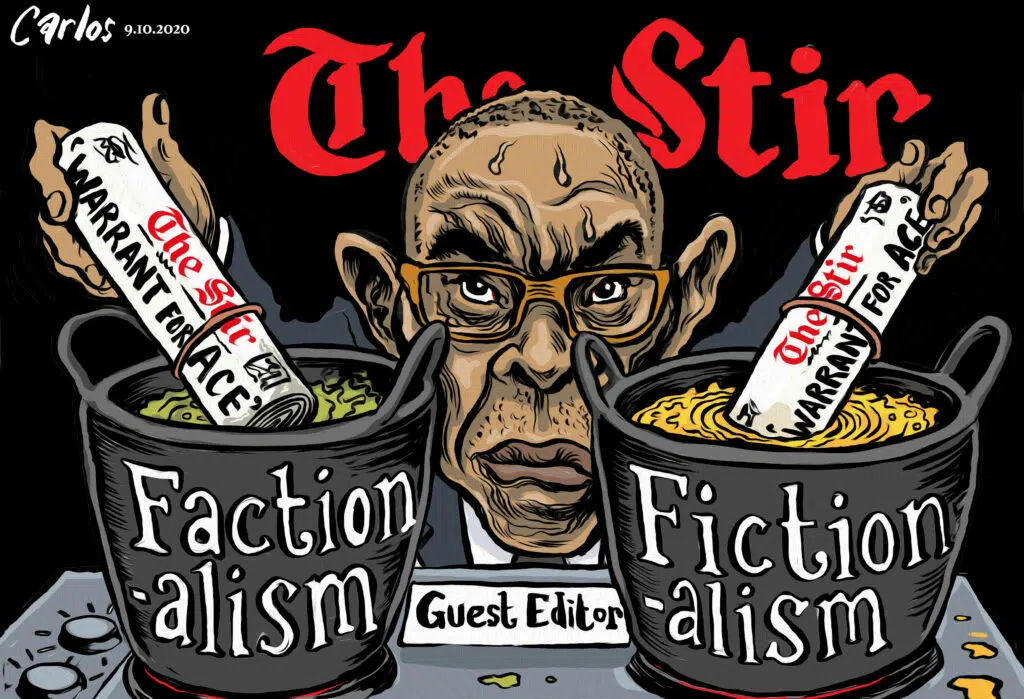 Carlos 9.10.2020
The Stir
'WARRANT FOR ACE'
The Stir
'WARRANT FOR ACE'
The Stir
Faction
-alism
Fiction
-alism
Guest Editor